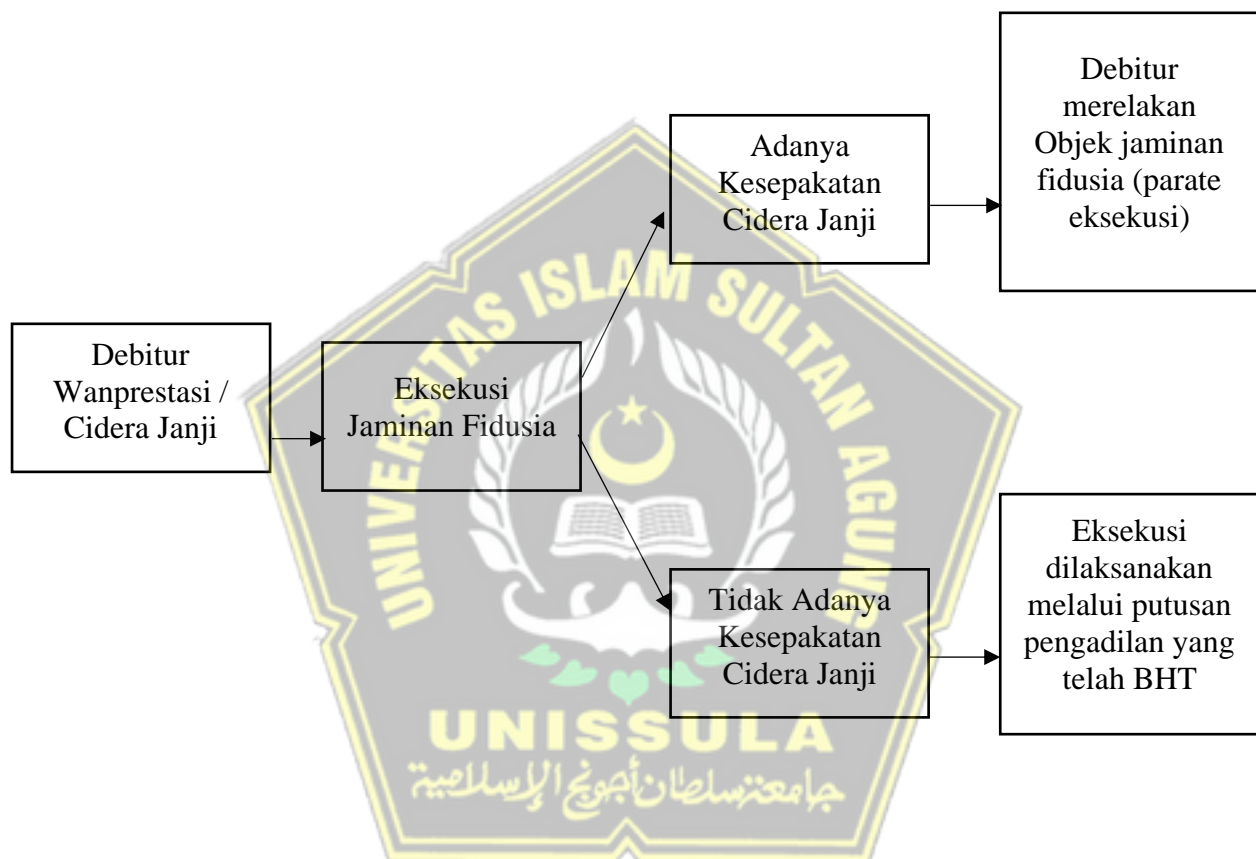 Debitur
Wanprestasi /
Cidera Janji
Eksekusi
Jaminan Fidusia
Adanya
Kesepakatan
Cidera Janji
Debitur
merelakan
Objek jaminan
fidusia (parate
eksekusi)
Tidak Adanya
Kesepakatan
Cidera Janji
Eksekusi
dilaksanakan
melalui putusan
pengadilan yang
telah BHT
UNIVERSITAS ISLAM SULTAN AGUNG
UNISSULA
جامعة سلطان أجونج الإسلامية